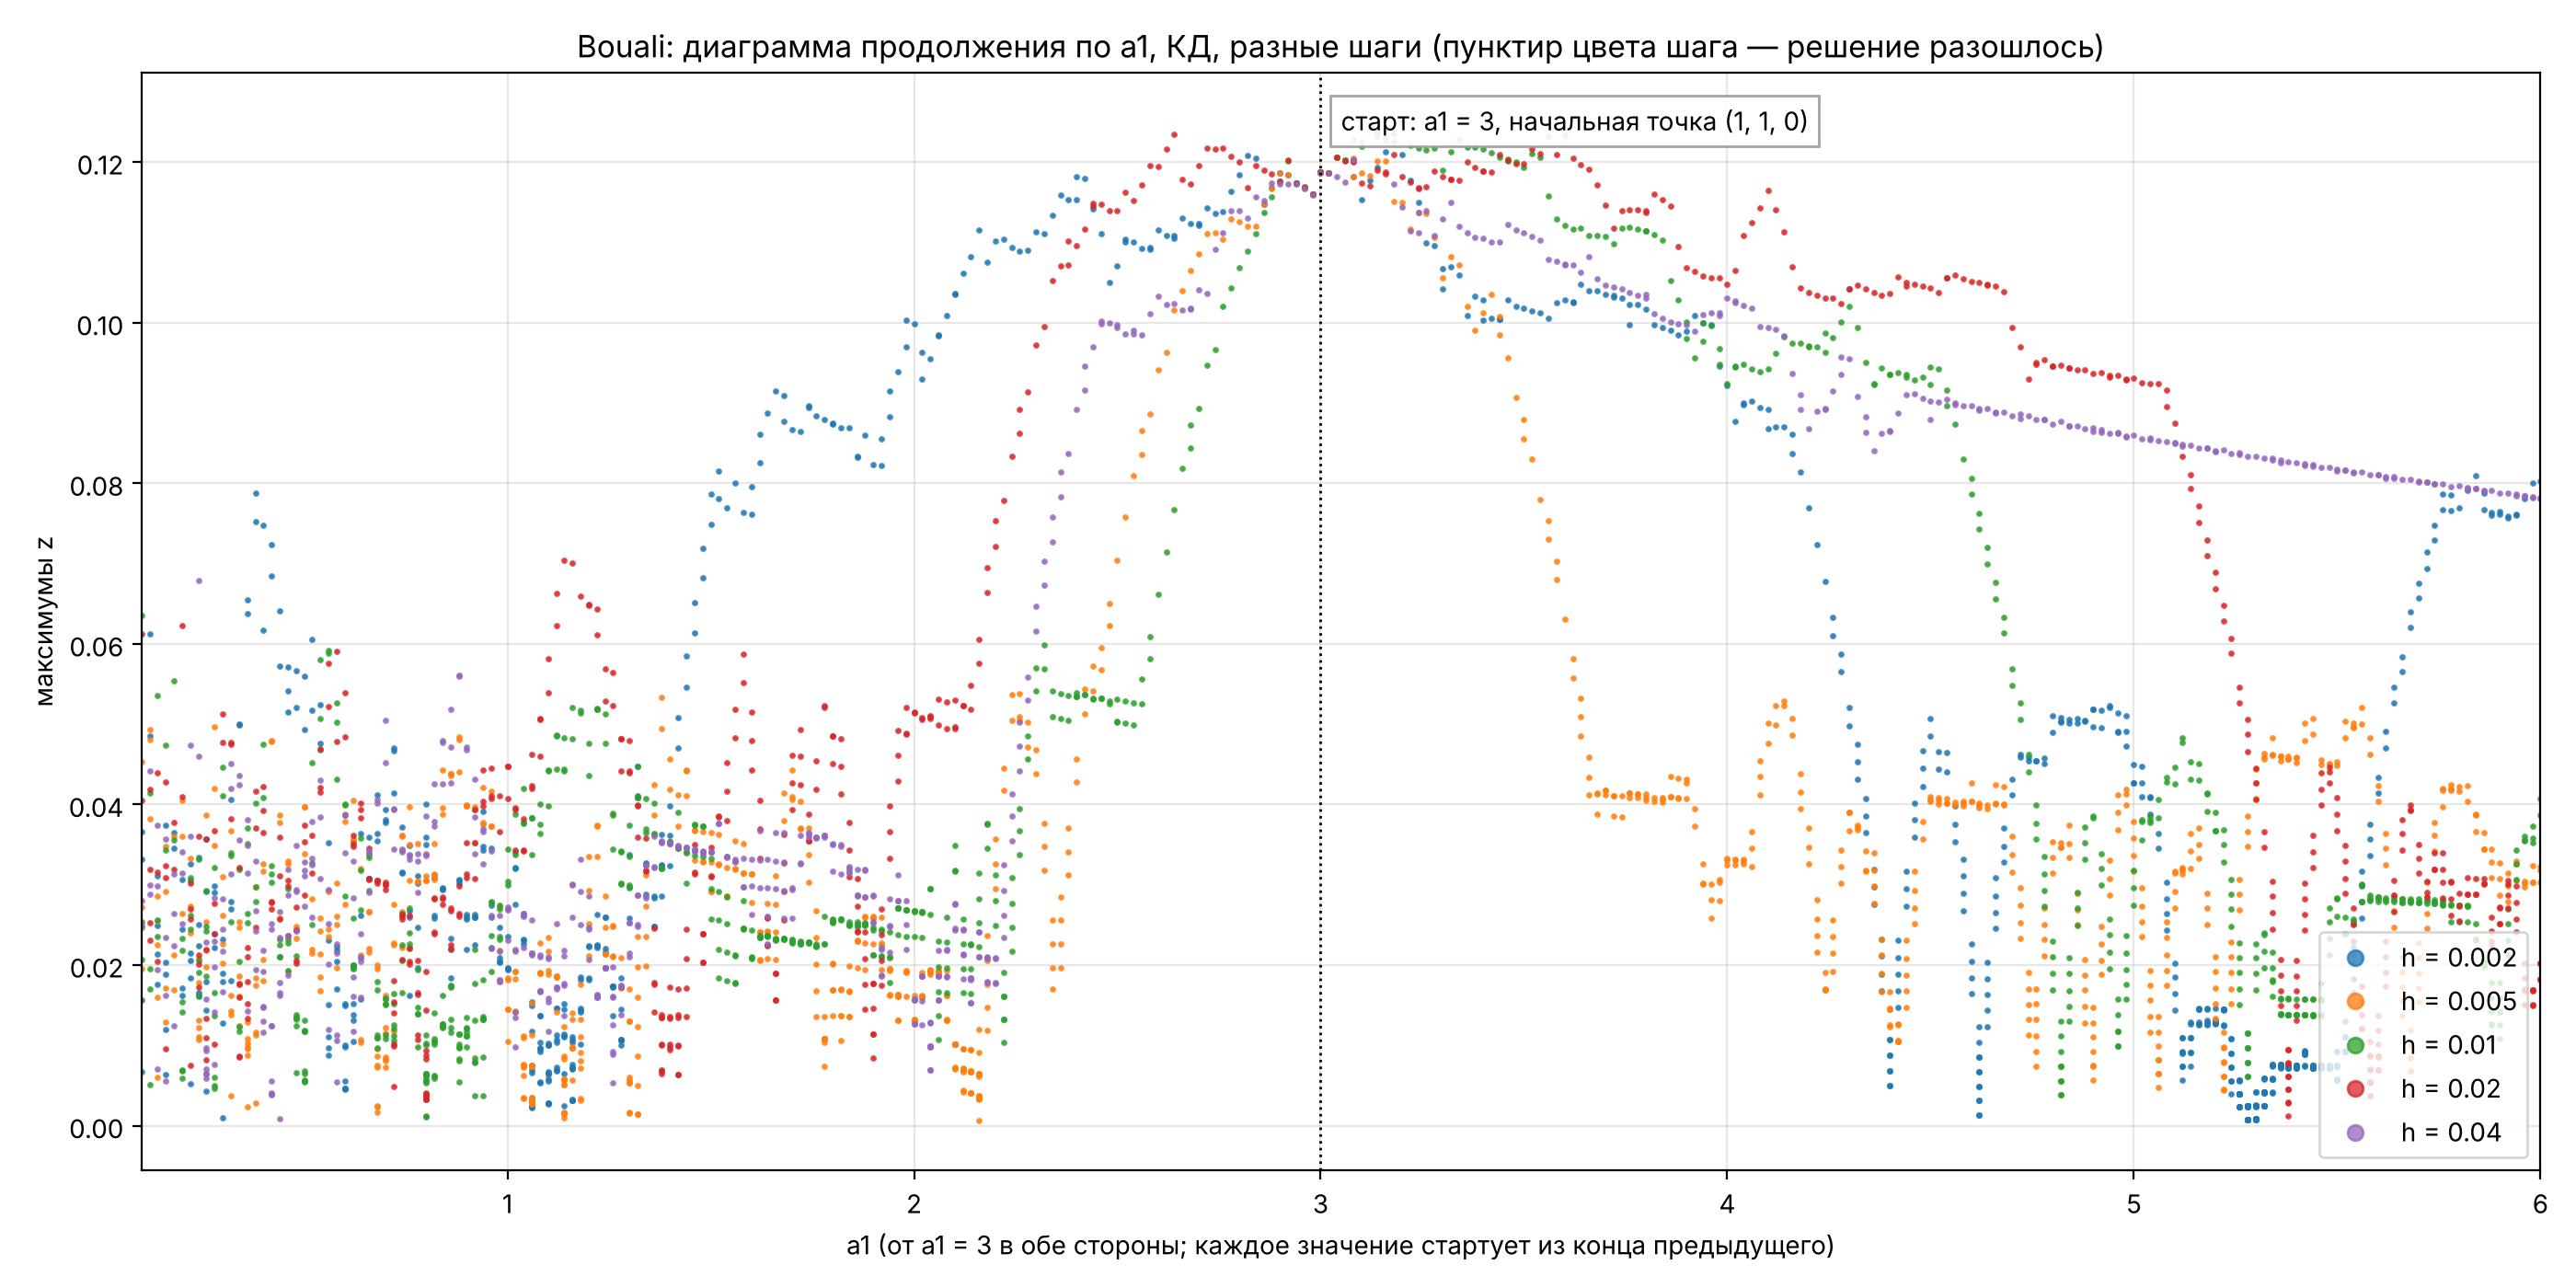 Bouali: диаграмма продолжения по a1, КД, разные шаги (пунктир цвета шага — решение разошлось)
старт: a1 = 3, начальная точка (1, 1, 0)
максимумы z
0.12
0.10
0.08
0.06
0.04
0.02
0.00
h = 0.002
h = 0.005
h = 0.01
h = 0.02
h = 0.04
1 2 3 4 5 6
a1 (от a1 = 3 в обе стороны; каждое значение стартует из конца предыдущего)